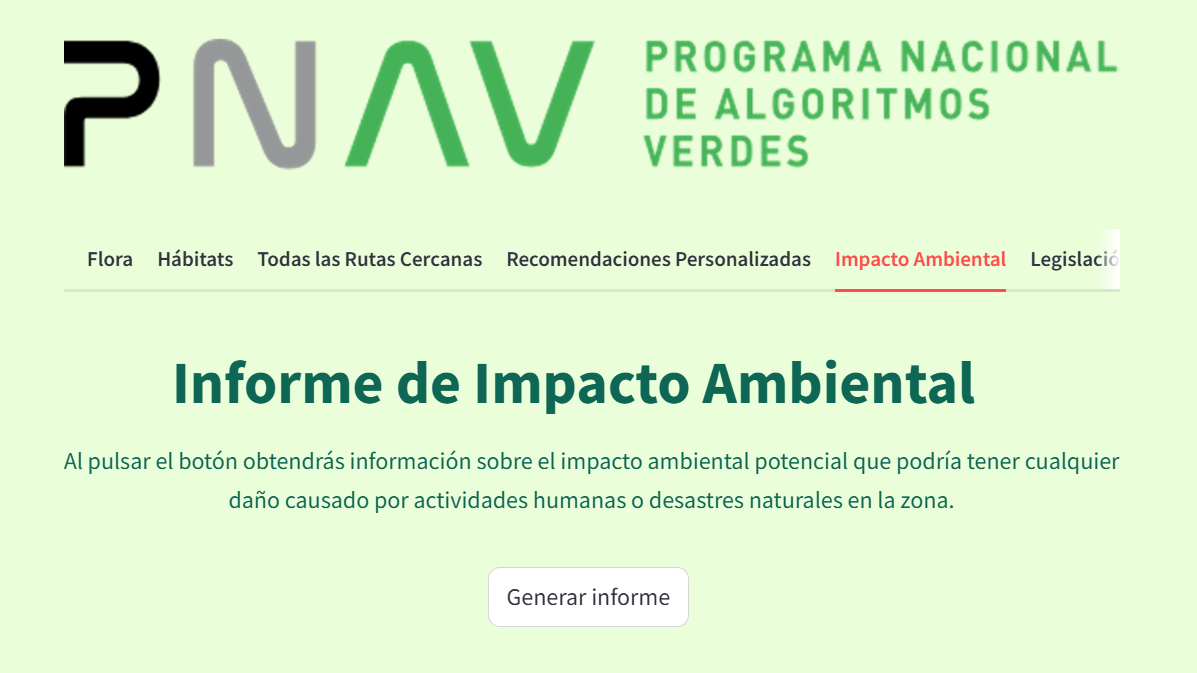 PNAV
PROGRAMA NACIONAL
DE ALGORITMOS
VERDES
Flora Hábitats Todas las Rutas Cercanas Recomendaciones Personalizadas Impacto Ambiental Legislació
Informe de Impacto Ambiental
Al pulsar el botón obtendrás información sobre el impacto ambiental potencial que podría tener cualquier
daño causado por actividades humanas o desastres naturales en la zona.
Generar informe